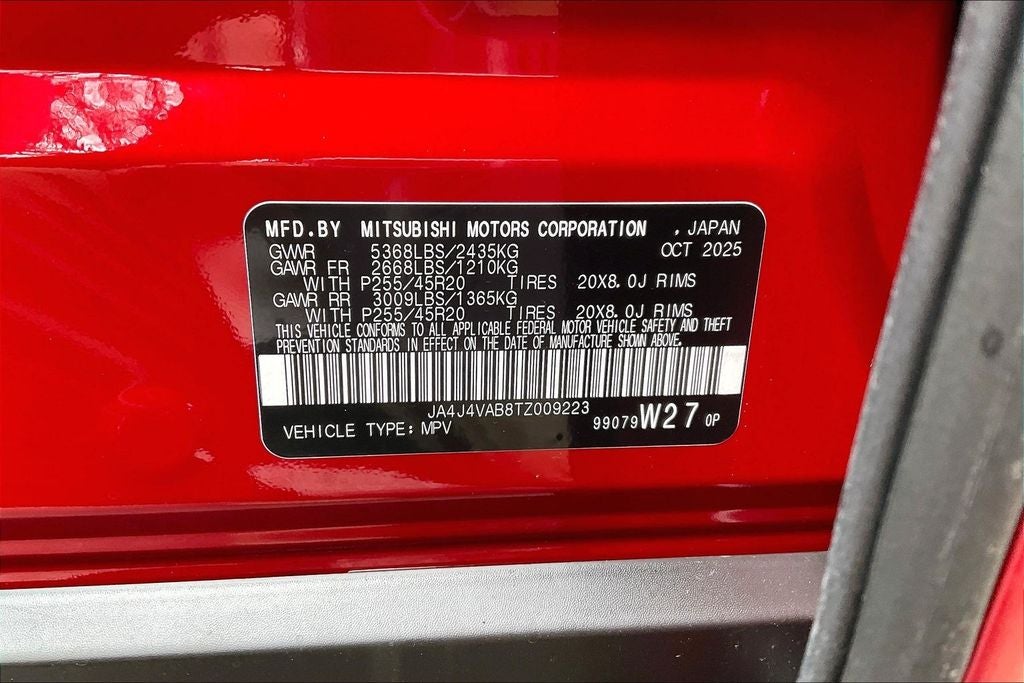 MFD.BY MITSUBISHI MOTORS CORPORATION , JAPAN
GVWR 5368LBS/2435KG OCT 2025
GAWR FR 2668LBS/1210KG
WITH P255/45R20 TIRES 20X8.0J RIMS
GAWR RR 3009LBS/1365KG
WITH P255/45R20 TIRES 20X8.0J RIMS
THIS VEHICLE CONFORMS TO ALL APPLICABLE FEDERAL MOTOR VEHICLE SAFETY AND THEFT
PREVENTION STANDARDS IN EFFECT ON THE DATE OF MANUFACTURE SHOWN ABOVE.
JA4J4VAB8TZ009223
VEHICLE TYPE: MPV 99079 W27 0P